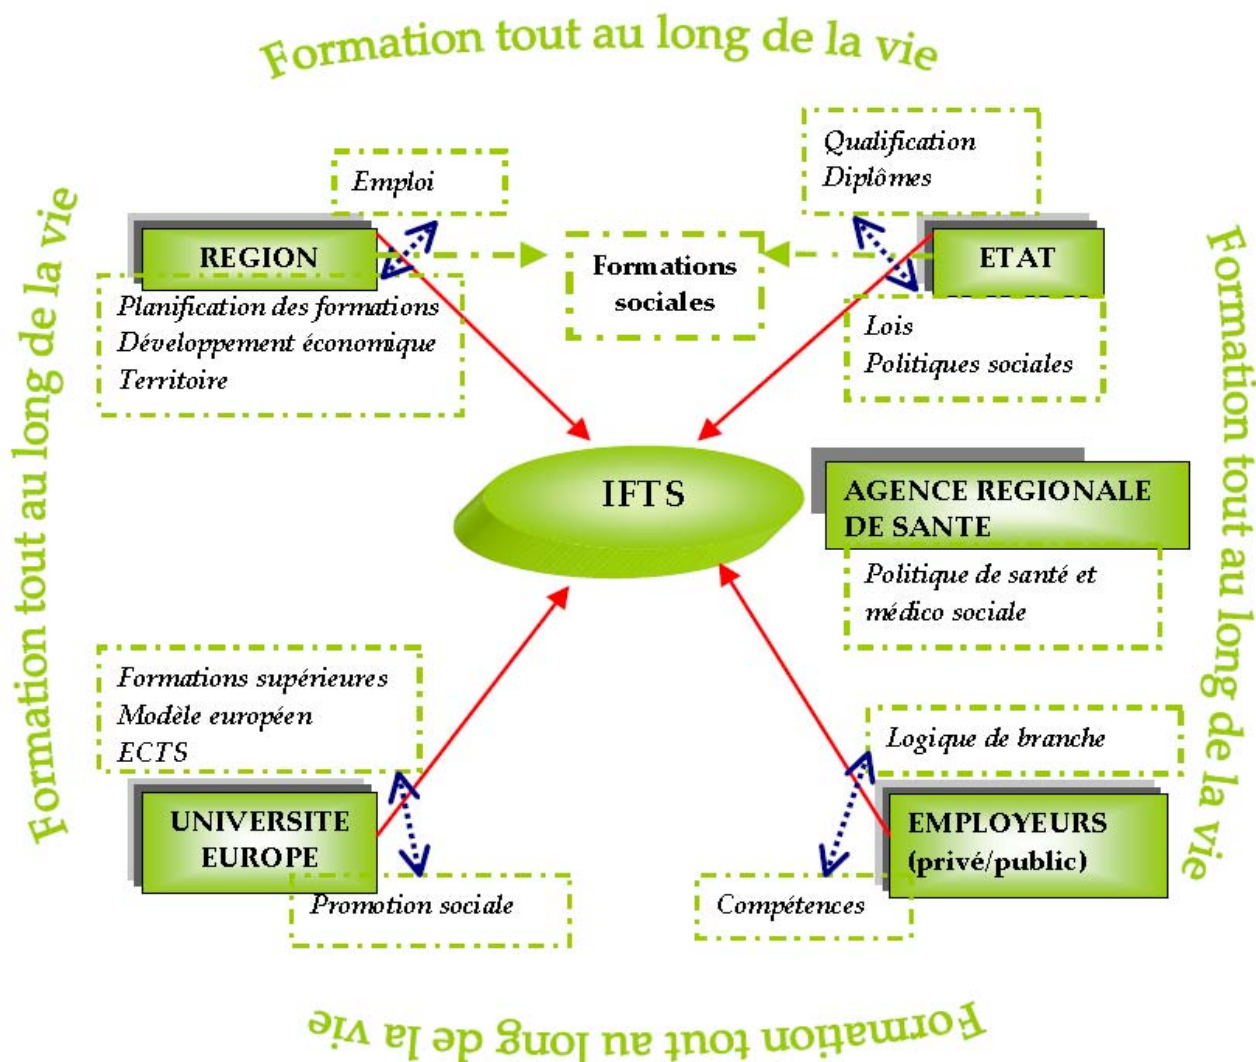 Formation tout au long de la vie
Emploi
Qualification
Diplômes
REGION
Formations
sociales
ETAT
Planification des formations
Développement économique
Territoire
Lois
Politiques sociales
Formation tout au long de la vie
Formation tout au long de la vie
IFTS
AGENCE REGIONALE
DE SANTE
Politique de santé et
médico sociale
Formations supérieures
Modèle européen
ECTS
Logique de branche
UNIVERSITE
EUROPE
EMPLOYEURS
(privé/public)
Promotion sociale
Compétences
Formation tout au long de la vie